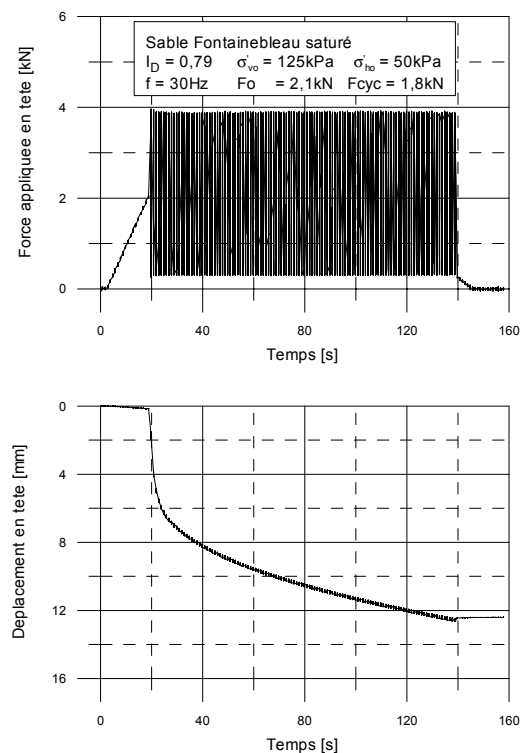 Sable Fontainebleau saturé
I_D = 0,79 σ'vo = 125kPa σ'ho = 50kPa
f = 30Hz Fo = 2,1kN Fcyc = 1,8kN
Force appliquee en tete [kN]
6
4
2
0
0 40 80 120 160
Temps [s]
Deplacement en tete [mm]
0
4
8
12
16
0 40 80 120 160
Temps [s]